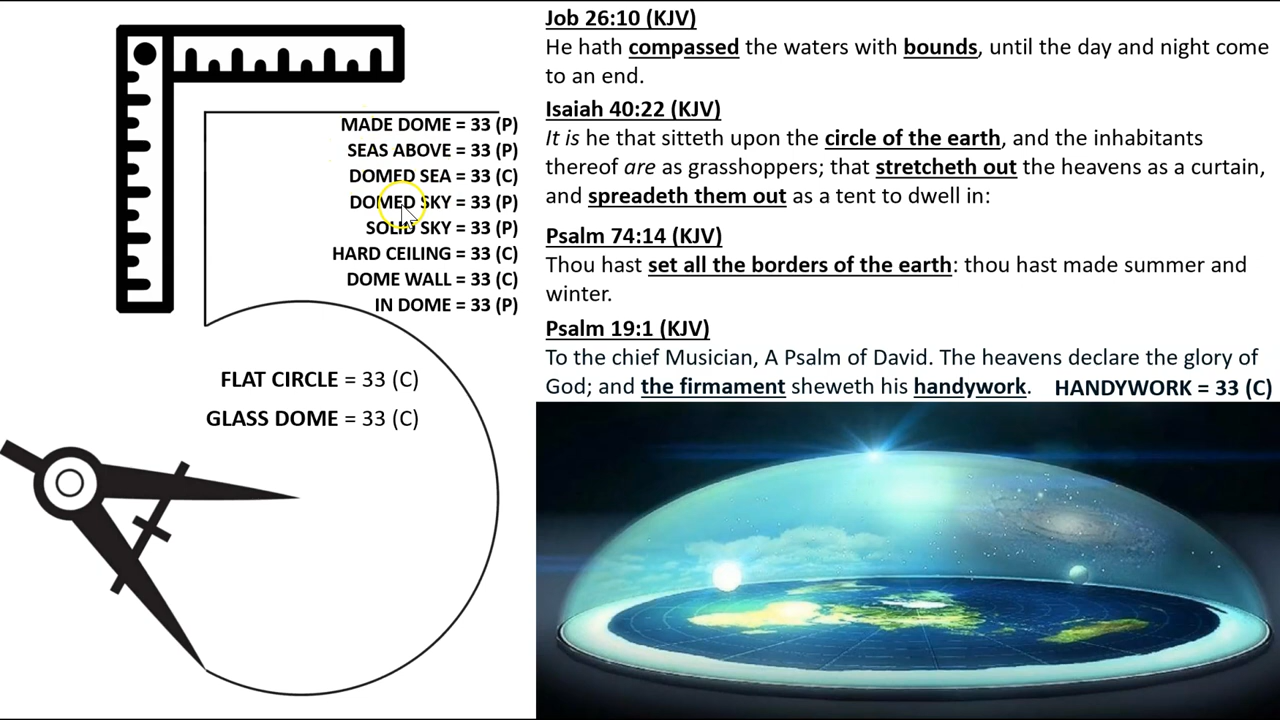 MADE DOME = 33 (P)
SEAS ABOVE = 33 (P)
DOMED SEA = 33 (C)
DOMED SKY = 33 (P)
SOLID SKY = 33 (P)
HARD CEILING = 33 (C)
DOME WALL = 33 (C)
IN DOME = 33 (P)
FLAT CIRCLE = 33 (C)
GLASS DOME = 33 (C)
Job 26:10 (KJV)
He hath compassed the waters with bounds, until the day and night come
to an end.
Isaiah 40:22 (KJV)
It is he that sitteth upon the circle of the earth, and the inhabitants
thereof are as grasshoppers; that stretcheth out the heavens as a curtain,
and spreadeth them out as a tent to dwell in:
Psalm 74:14 (KJV)
Thou hast set all the borders of the earth: thou hast made summer and
winter.
Psalm 19:1 (KJV)
To the chief Musician, A Psalm of David. The heavens declare the glory of
God; and the firmament sheweth his handywork. HANDYWORK = 33 (C)